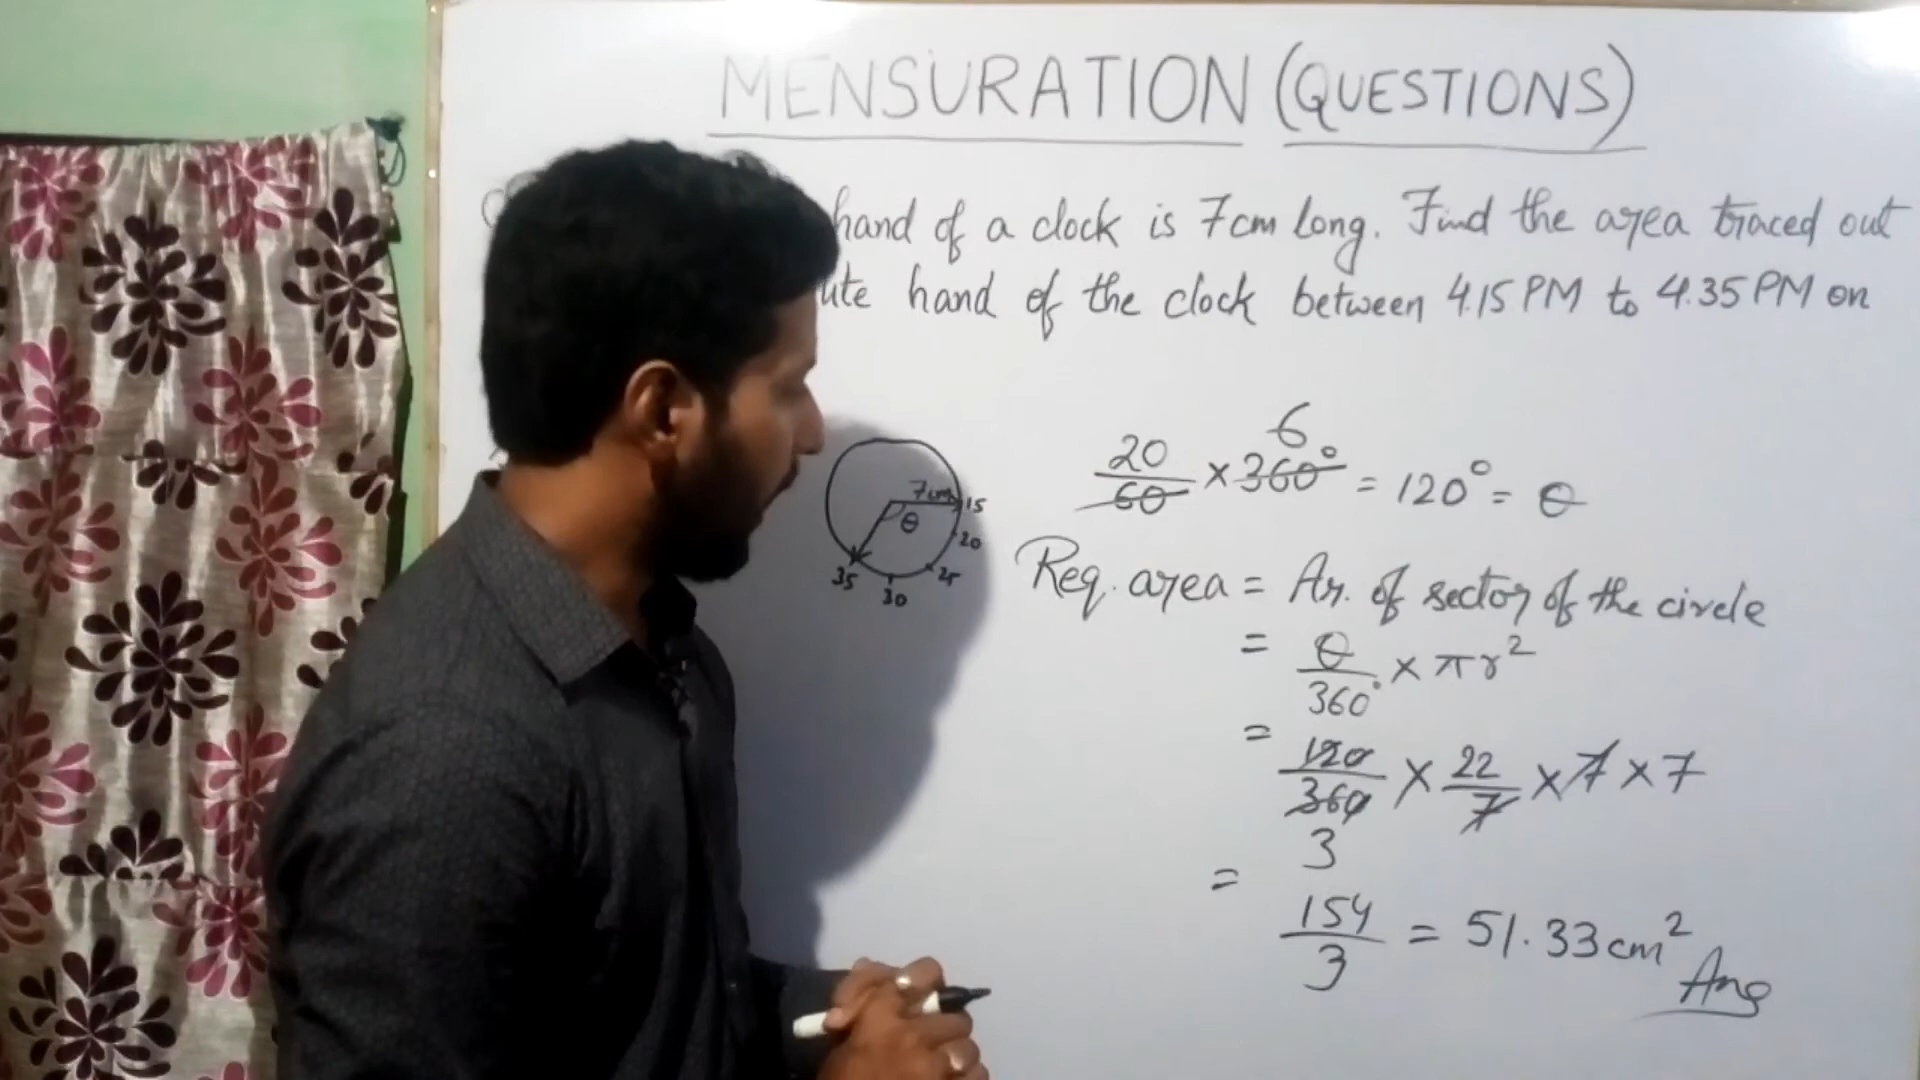 MENSURATION (QUESTIONS)
hand of a clock is 7cm long. Find the area traced out
hand of the clock between 4.15 PM to 4.35 PM on
6
20/60 × 360° = 120° = θ
7cm
θ
15
20
25
30
35
Req. area = Ar. of sector of the circle
= θ/360° × πr²
= 120/360 × 22/7 × 7 × 7
3
= 154/3 = 51.33 cm²
Ans